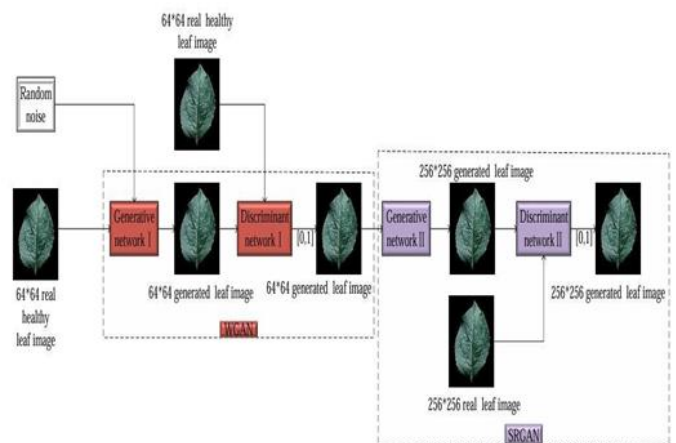 64*64 real healthy
leaf image
Random
noise
Generative
network Ⅰ
64*64 generated leaf image
Discriminant
network Ⅰ
[0,1]
64*64 generated leaf image
64*64 real
healthy
leaf image
WGAN
256*256 generated leaf image
Generative
network Ⅱ
Discriminant
network Ⅱ
[0,1]
256*256 generated leaf image
256*256 real leaf image
SRGAN